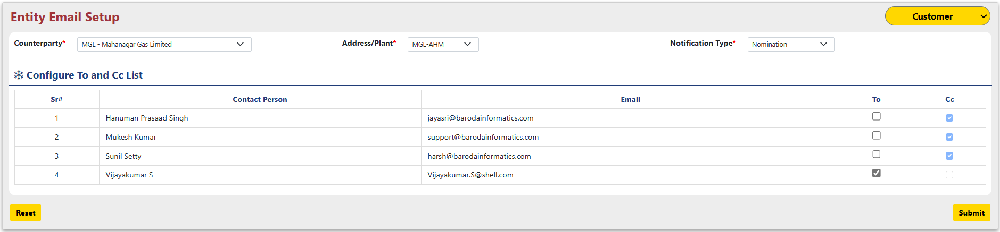 Entity Email Setup
Customer
Counterparty* MGL - Mahanagar Gas Limited Address/Plant* MGL-AHM Notification Type* Nomination
Configure To and Cc List
Sr# Contact Person Email To Cc
1 Hanuman Prasaad Singh jayasri@barodainformatics.com
2 Mukesh Kumar support@barodainformatics.com
3 Sunil Setty harsh@barodainformatics.com
4 Vijayakumar S Vijayakumar.S@shell.com
Reset Submit